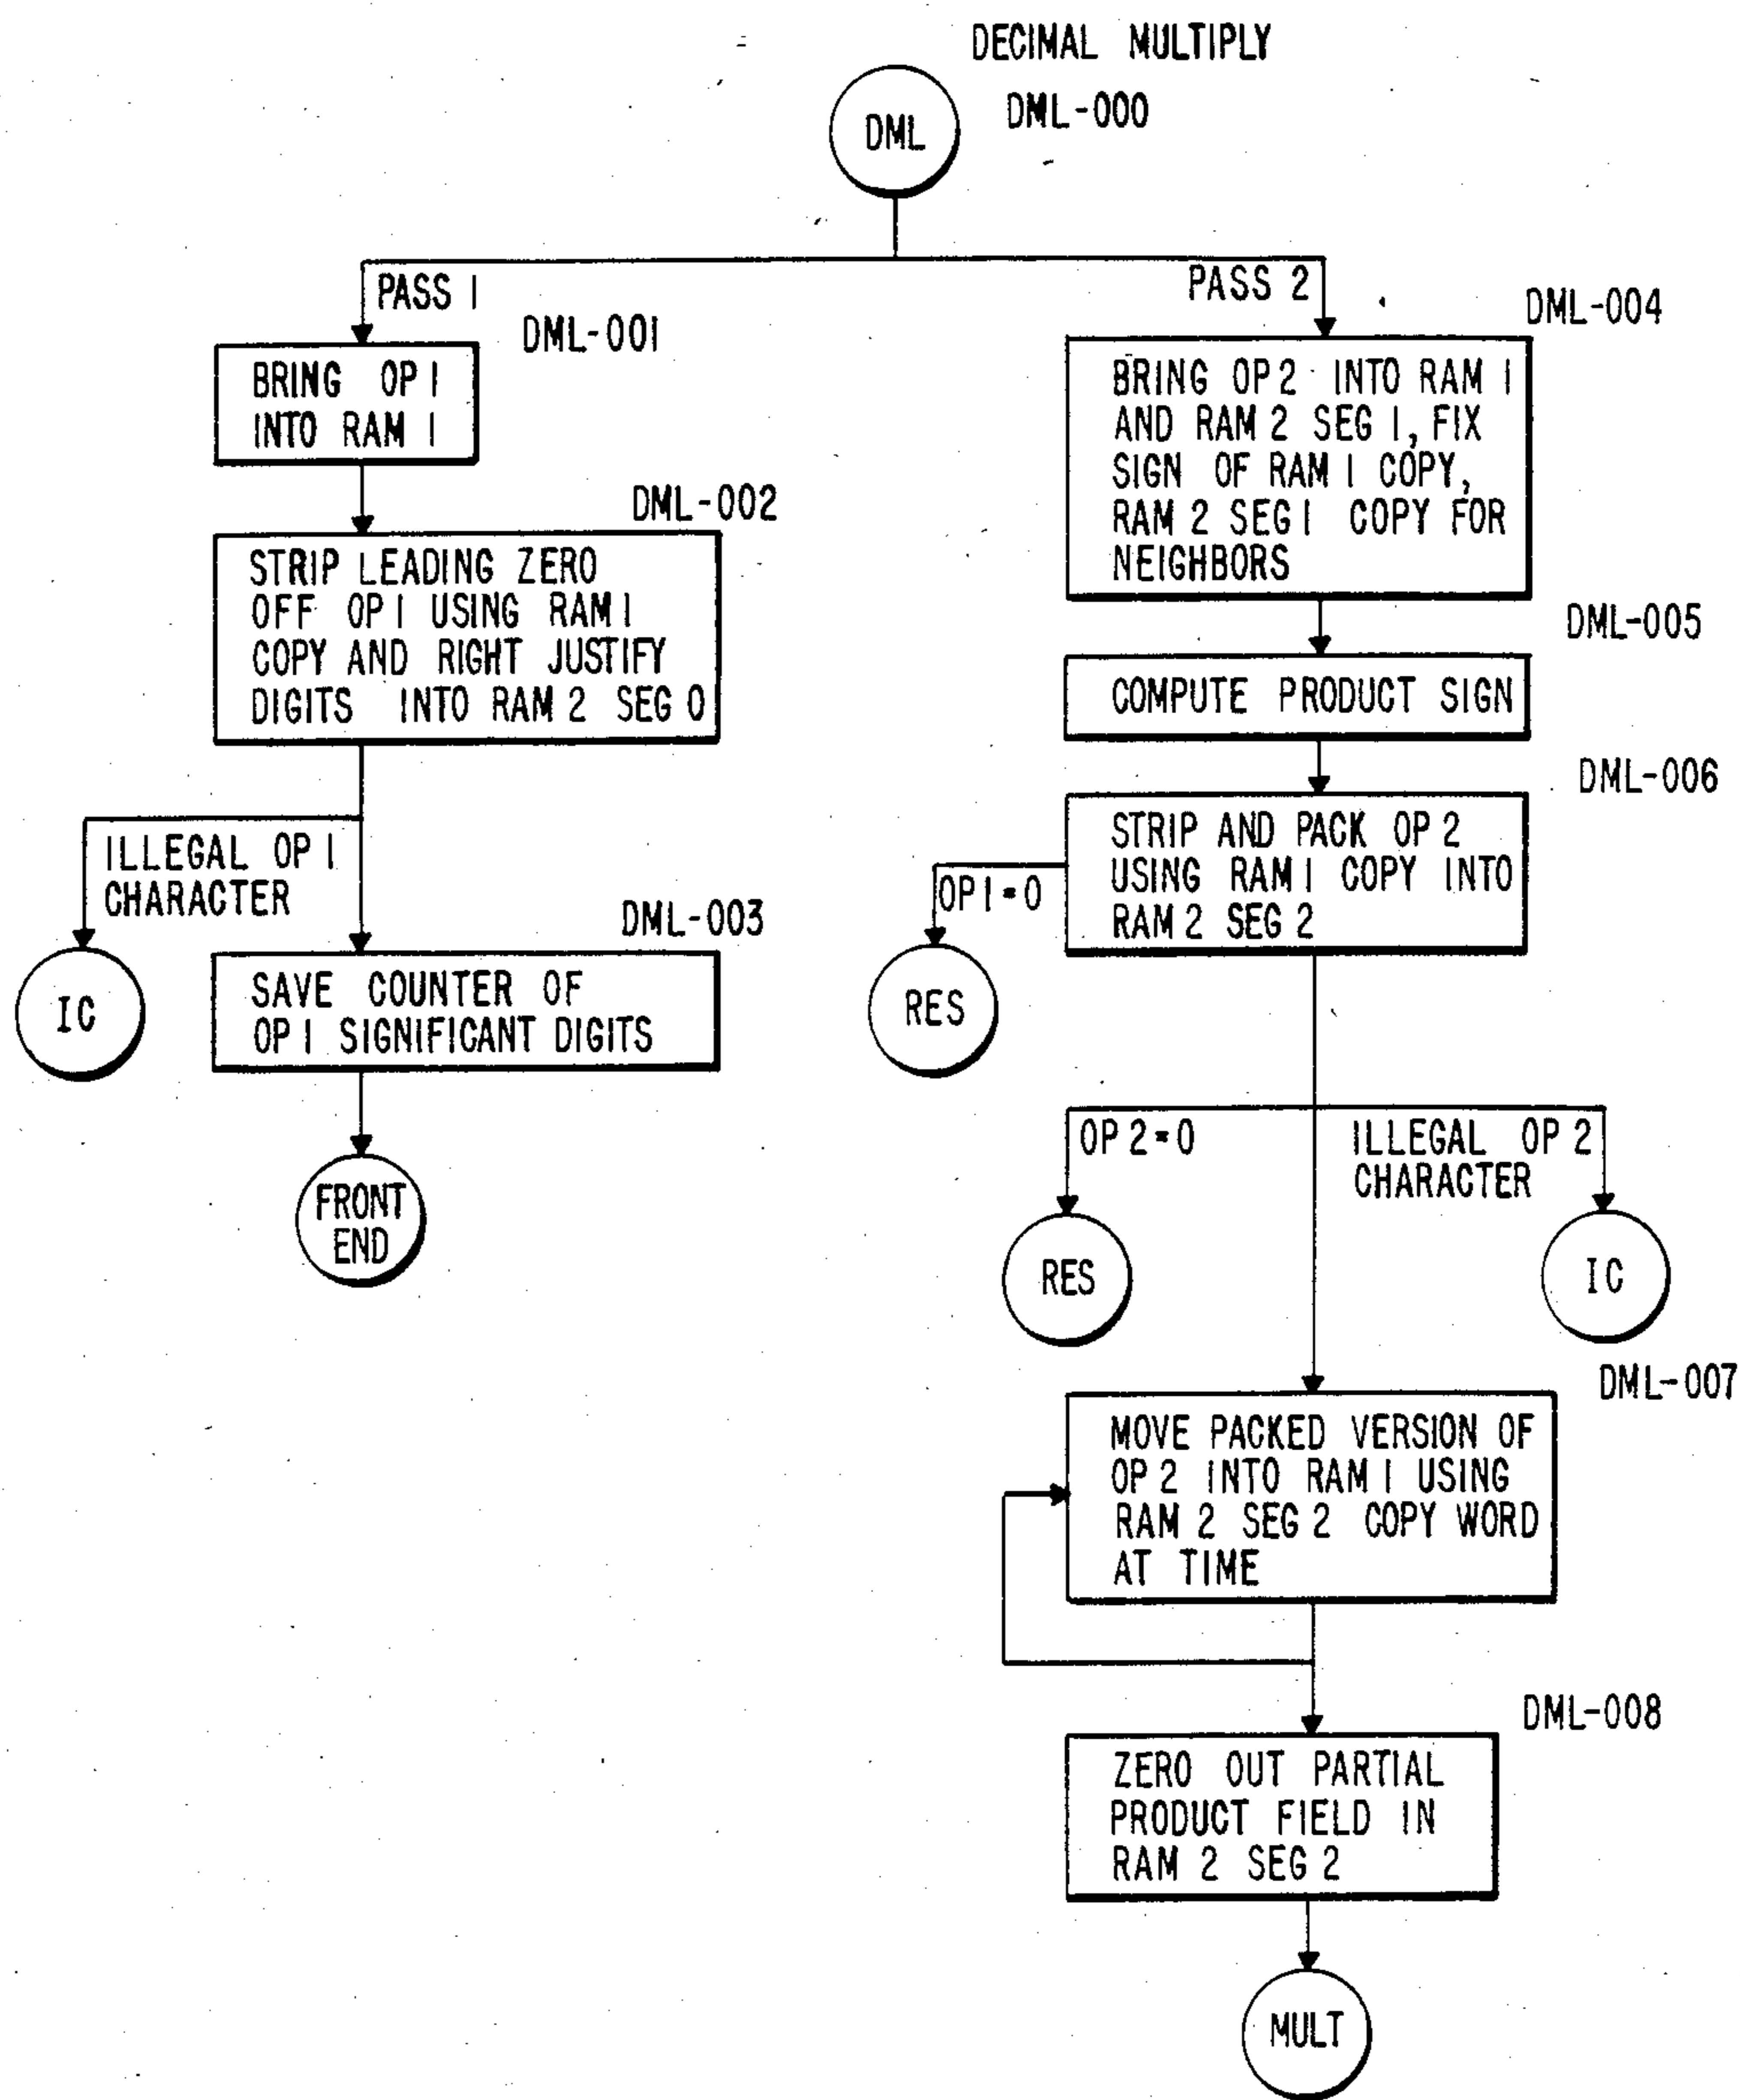 DECIMAL MULTIPLY
DML-000
DML
PASS 1
DML-001
BRING OP 1
INTO RAM 1
DML-002
STRIP LEADING ZERO
OFF OP 1 USING RAM 1
COPY AND RIGHT JUSTIFY
DIGITS INTO RAM 2 SEG 0
ILLEGAL OP 1
CHARACTER
IC
DML-003
SAVE COUNTER OF
OP 1 SIGNIFICANT DIGITS
FRONT
END
PASS 2
DML-004
BRING OP 2 INTO RAM 1
AND RAM 2 SEG 1, FIX
SIGN OF RAM 1 COPY,
RAM 2 SEG 1 COPY FOR
NEIGHBORS
DML-005
COMPUTE PRODUCT SIGN
DML-006
STRIP AND PACK OP 2
USING RAM 1 COPY INTO
RAM 2 SEG 2
OP 1=0
RES
OP 2=0
RES
ILLEGAL OP 2
CHARACTER
IC
DML-007
MOVE PACKED VERSION OF
OP 2 INTO RAM 1 USING
RAM 2 SEG 2 COPY WORD
AT TIME
DML-008
ZERO OUT PARTIAL
PRODUCT FIELD IN
RAM 2 SEG 2
MULT